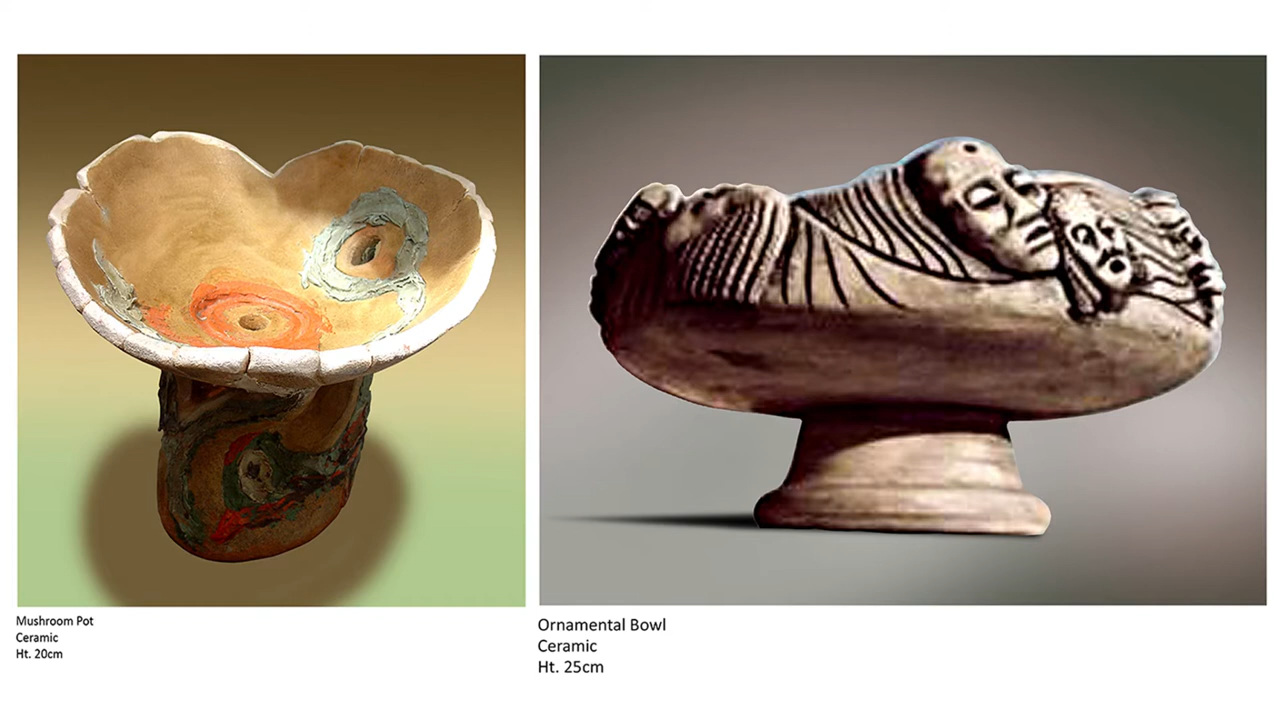 Mushroom Pot
Ceramic
Ht. 20cm
Ornamental Bowl
Ceramic
Ht. 25cm